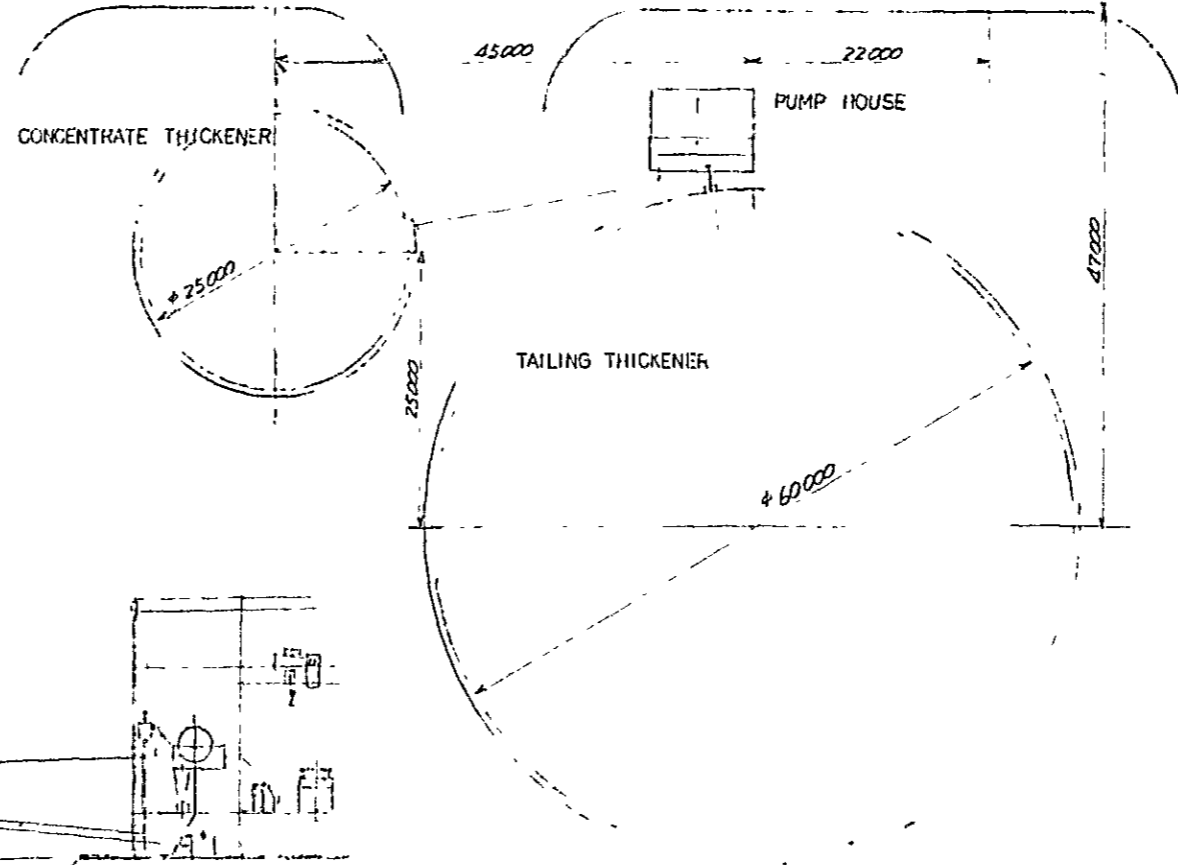 45000
22000
PUMP HOUSE
CONCENTRATE THICKENER
47000
φ 25000
25000
TAILING THICKENER
φ 60000